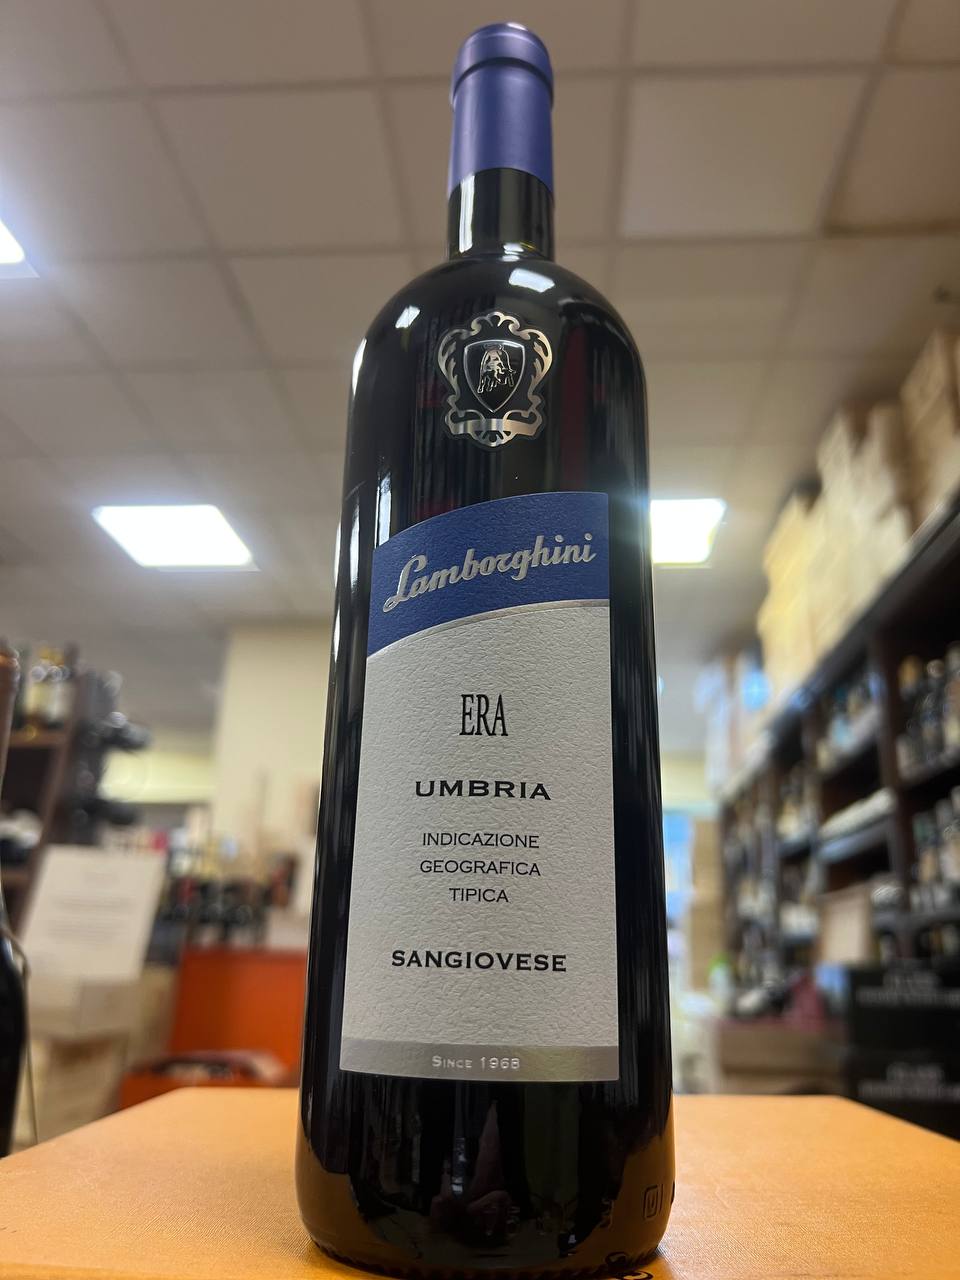 Lamborghini
ERA
UMBRIA
INDICAZIONE
GEOGRAFICA
TIPICA
SANGIOVESE
SINCE 1968